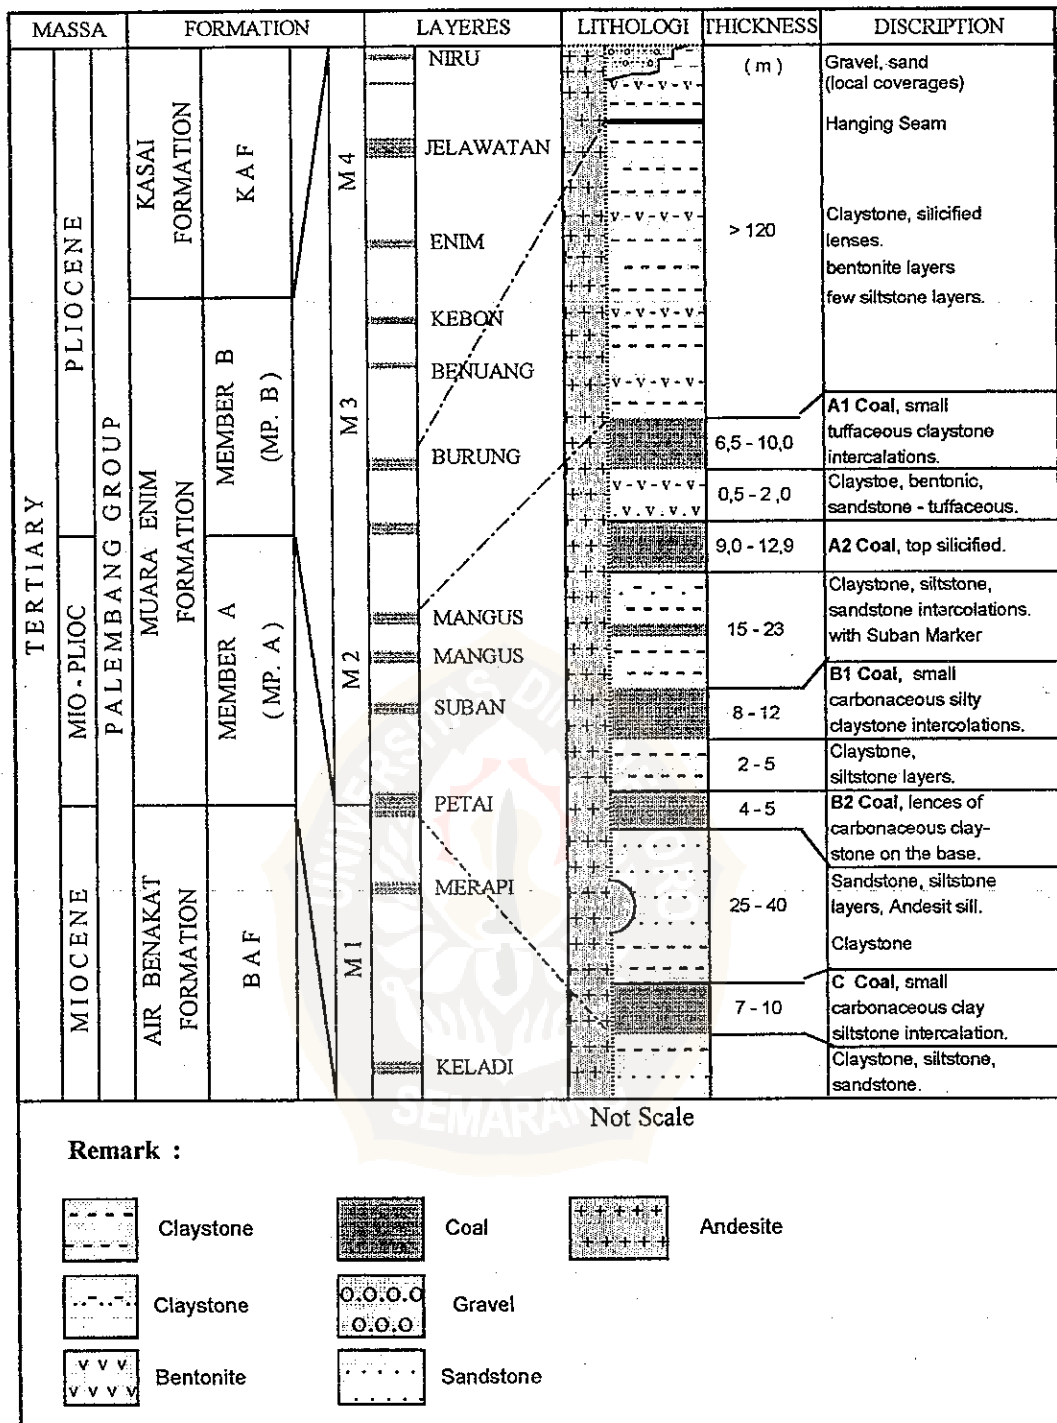 MASSA FORMATION LAYERES LITHOLOGI THICKNESS DISCRIPTION
TERTIARY
PLIOCENE
MIO-PLIOC
MIOCENE
PALEMBANG GROUP
KASAI
FORMATION
MUARA ENIM
FORMATION
AIR BENAKAT
FORMATION
KAF
MEMBER B
(MP. B)
MEMBER A
(MP. A)
BAF
M 4
M 3
M 2
M 1
NIRU
JELAWATAN
ENIM
KEBON
BENUANG
BURUNG
MANGUS
MANGUS
SUBAN
PETAI
MERAPI
KELADI
( m )
> 120
6,5 - 10,0
0,5 - 2,0
9,0 - 12,9
15 - 23
8 - 12
2 - 5
4 - 5
25 - 40
7 - 10
Gravel, sand
(local coverages)
Hanging Seam
Claystone, silicified
lenses.
bentonite layers
few siltstone layers.
A1 Coal, small
tuffaceous claystone
intercalations.
Claystoe, bentonic,
sandstone - tuffaceous.
A2 Coal, top silicified.
Claystone, siltstone,
sandstone intercolations.
with Suban Marker
B1 Coal, small
carbonaceous silty
claystone intercolations.
Claystone,
siltstone layers.
B2 Coal, lences of
carbonaceous clay-
stone on the base.
Sandstone, siltstone
layers, Andesit sill.
Claystone
C Coal, small
carbonaceous clay
siltstone intercalation.
Claystone, siltstone,
sandstone.
Not Scale
Remark :
Claystone
Coal
Andesite
Claystone
Gravel
Bentonite
Sandstone
UNIVERSITAS DIPONEGORO
SEMARANG